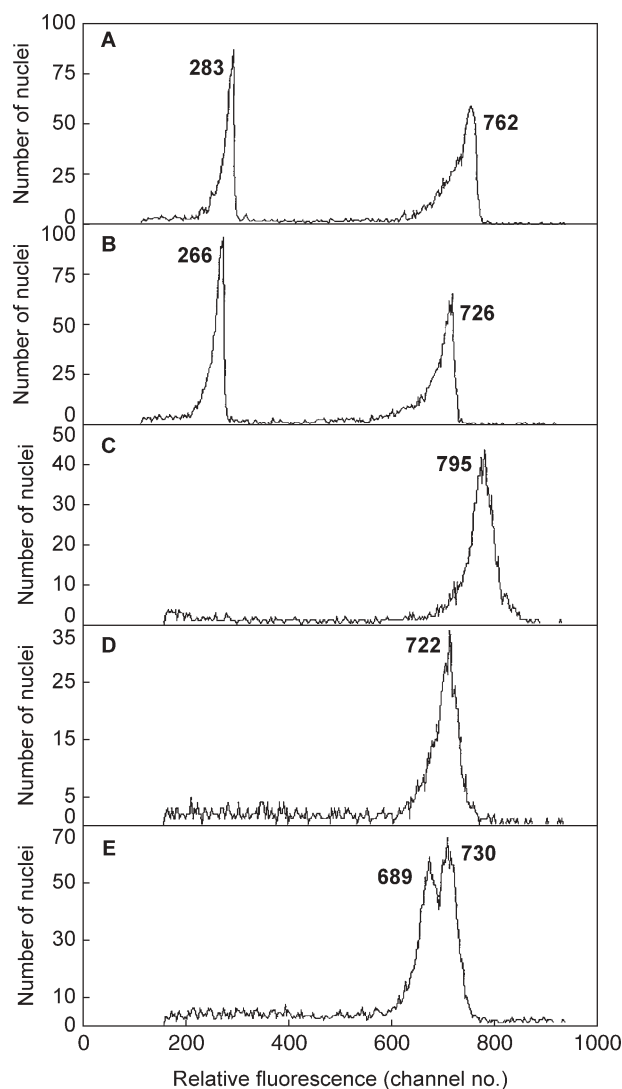 Number of nuclei
100
75
50
25
0
A
283
762
Number of nuclei
100
75
50
25
0
B
266
726
Number of nuclei
50
40
30
20
10
0
C
795
Number of nuclei
35
25
15
5
0
D
722
Number of nuclei
70
50
30
10
0
E
689
730
0 200 400 600 800 1000
Relative fluorescence (channel no.)